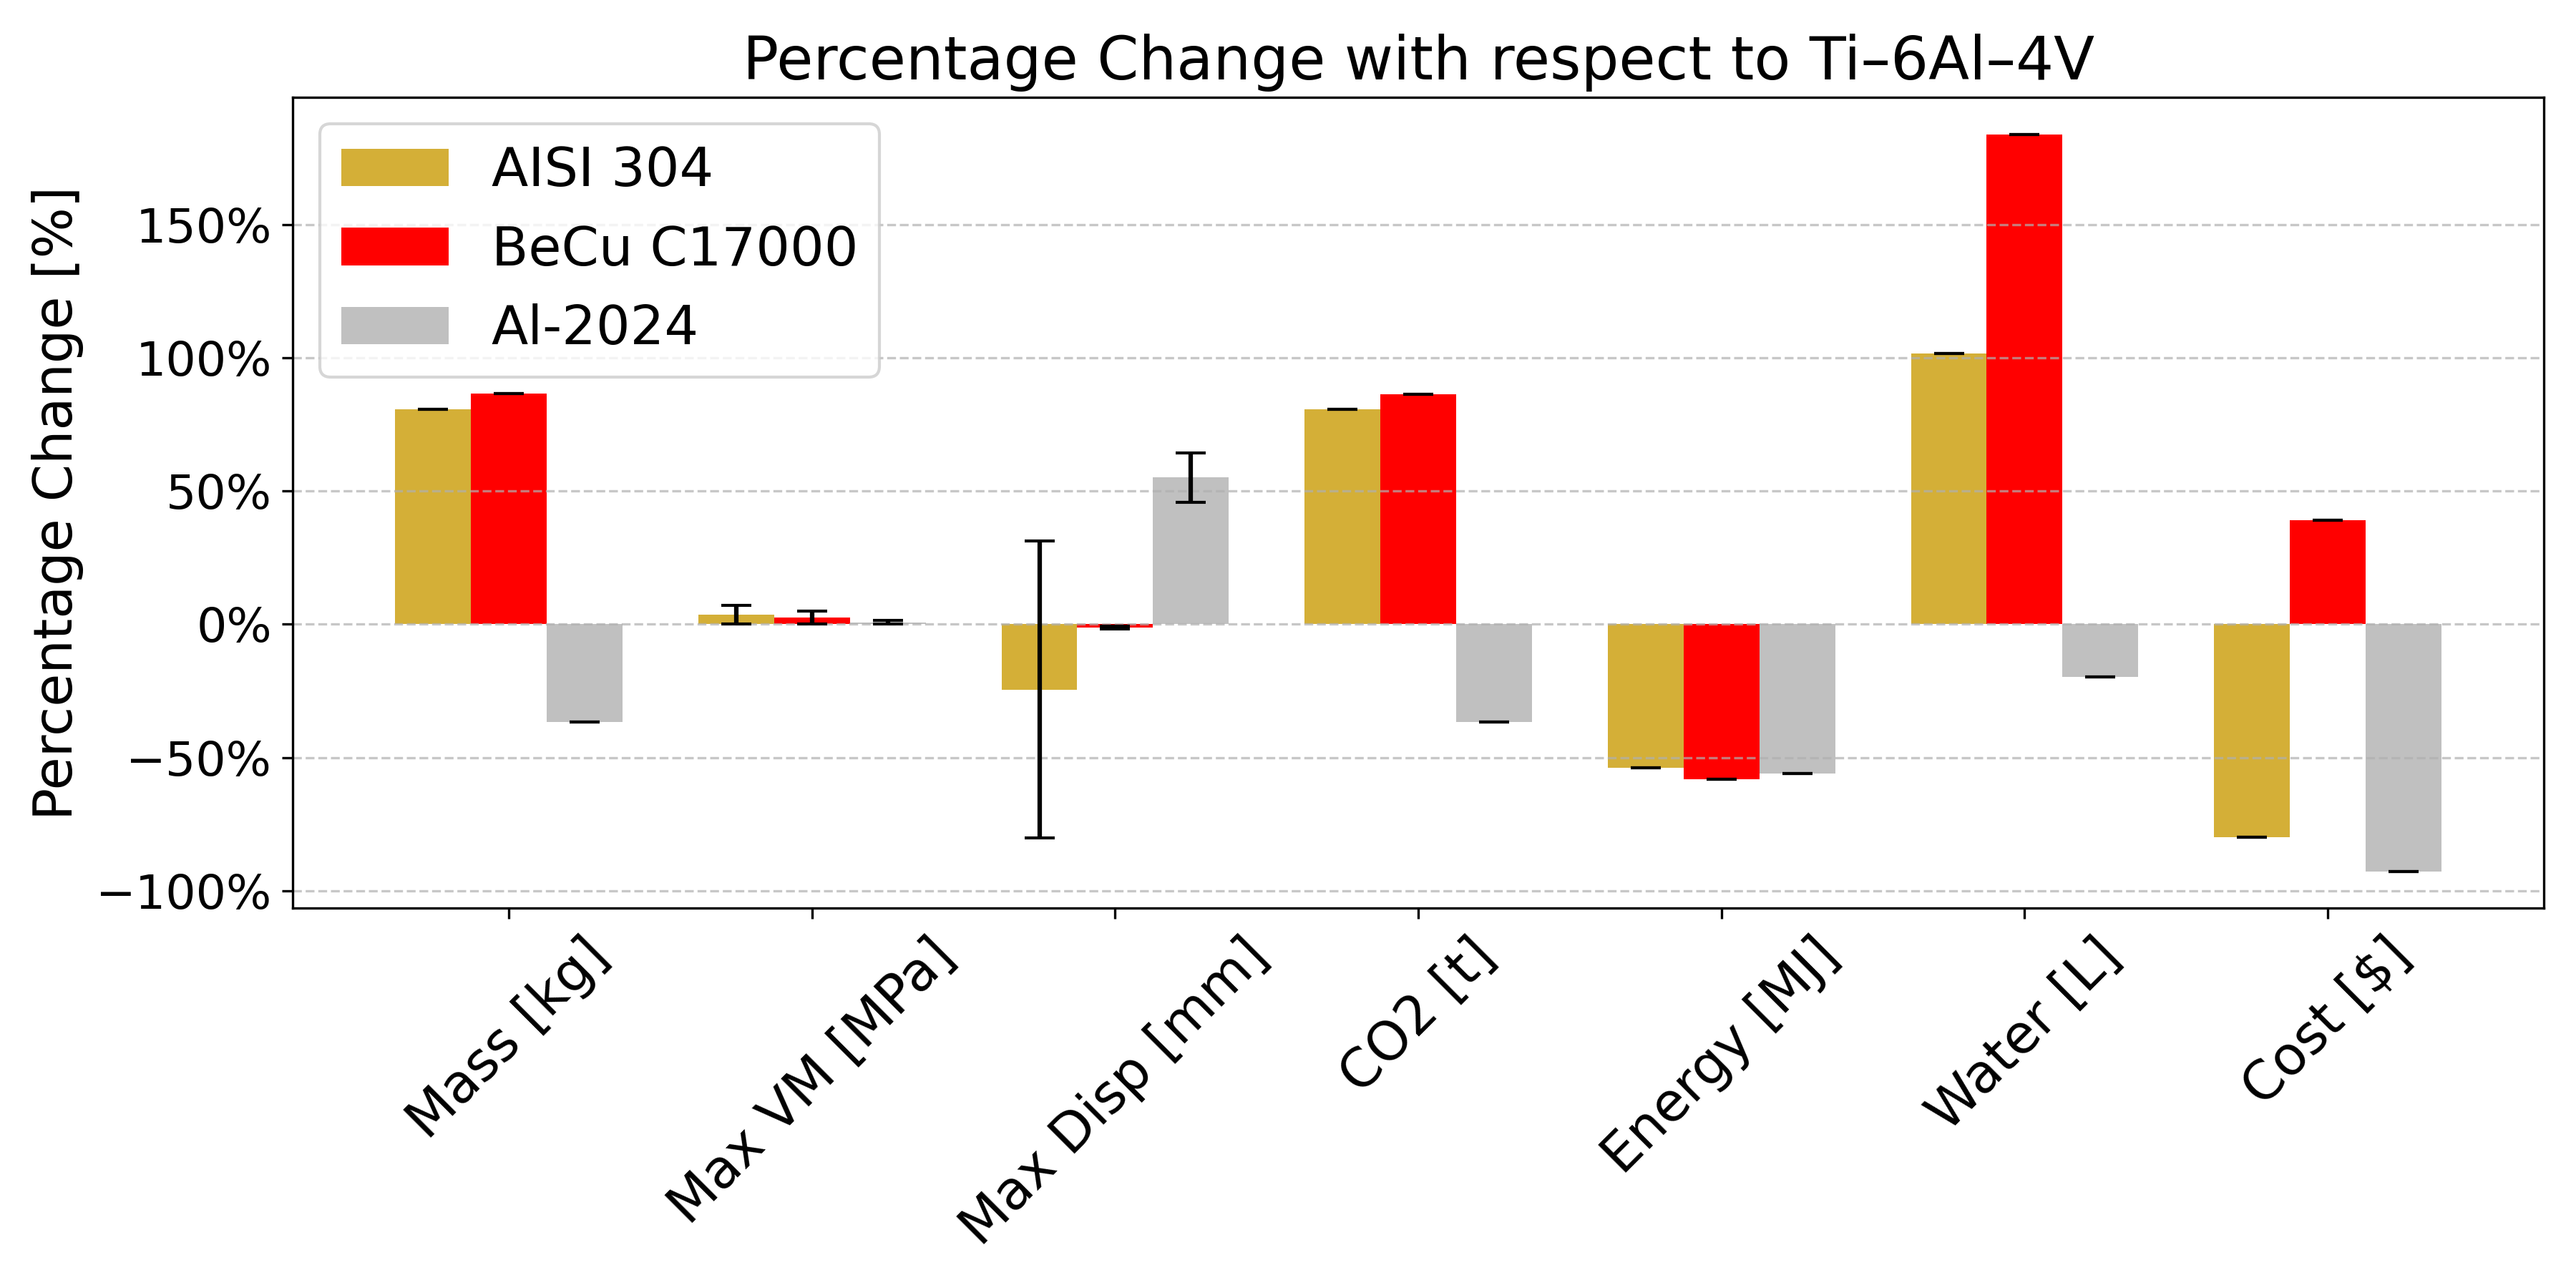 Percentage Change with respect to Ti–6Al–4V
AISI 304
BeCu C17000
Al-2024
Percentage Change [%]
150%
100%
50%
0%
−50%
−100%
Mass [kg]
Max VM [MPa]
Max Disp [mm]
CO2 [t]
Energy [MJ]
Water [L]
Cost [$]